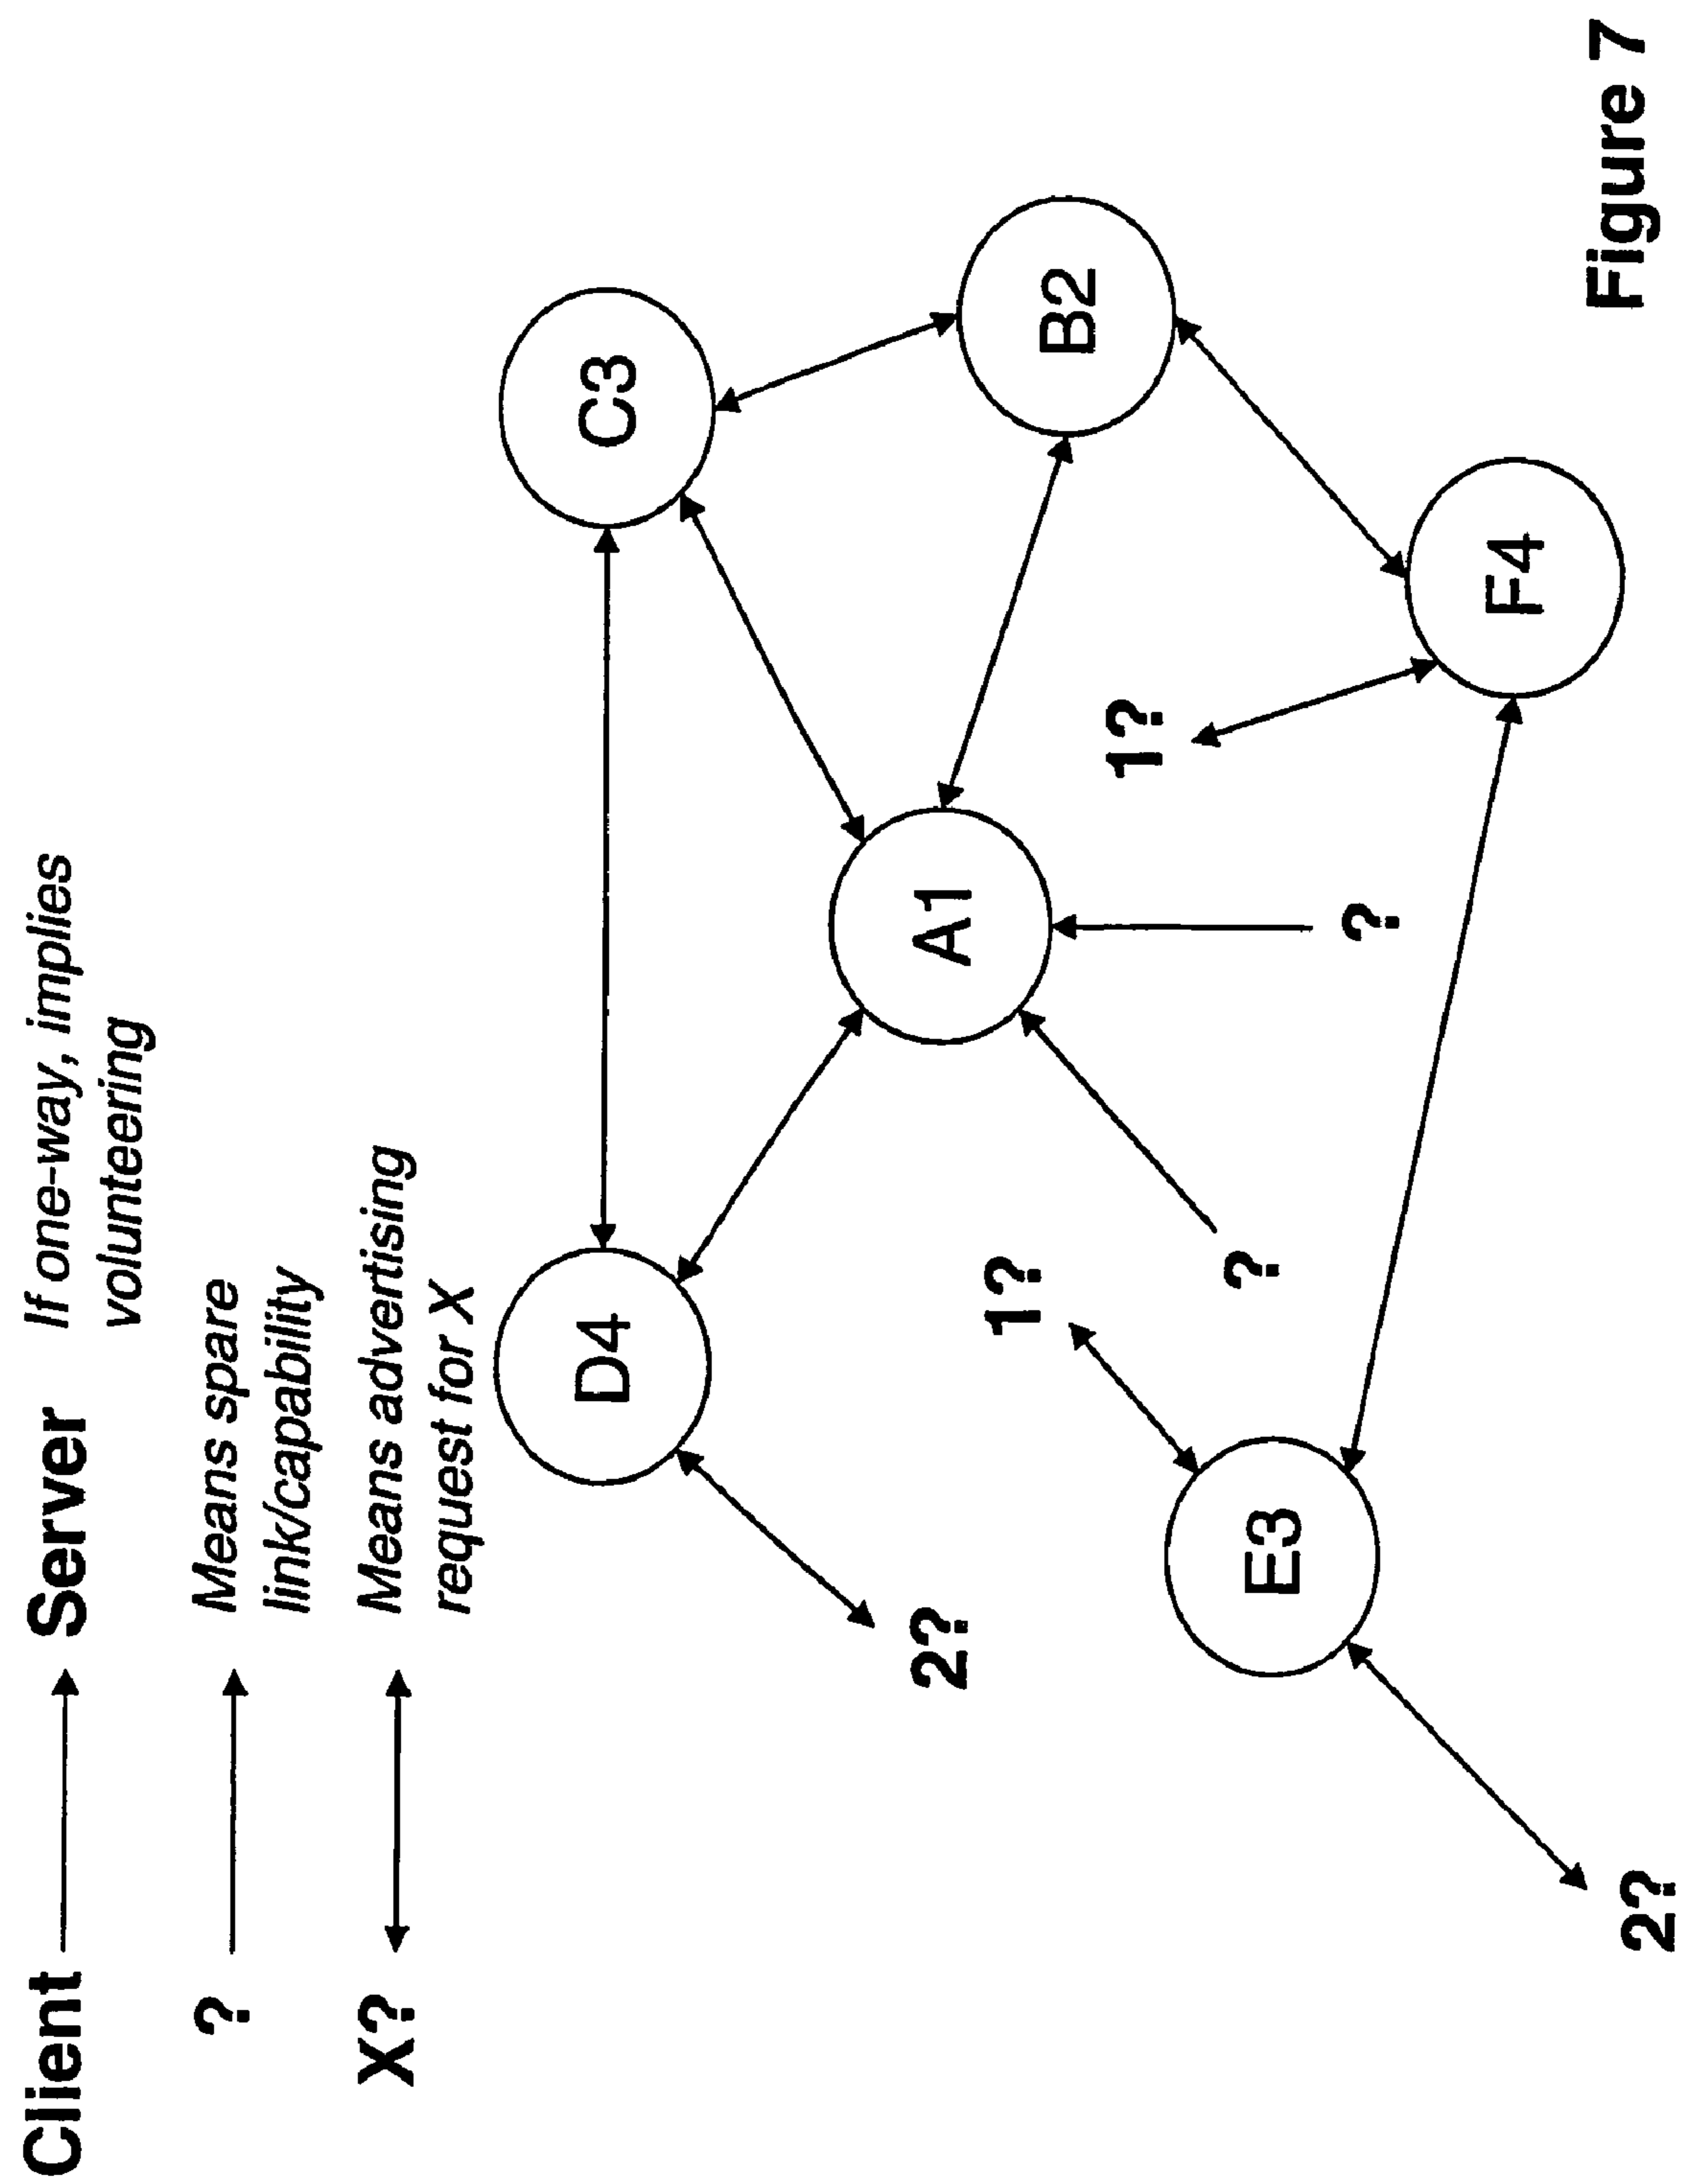 Client Server If one-way, implies
volunteering
? Means spare
link/capability
X? Means advertising
request for X
D4
C3
2?
A1
1?
B2
?
1?
E3
?
F4
2?
Figure 7